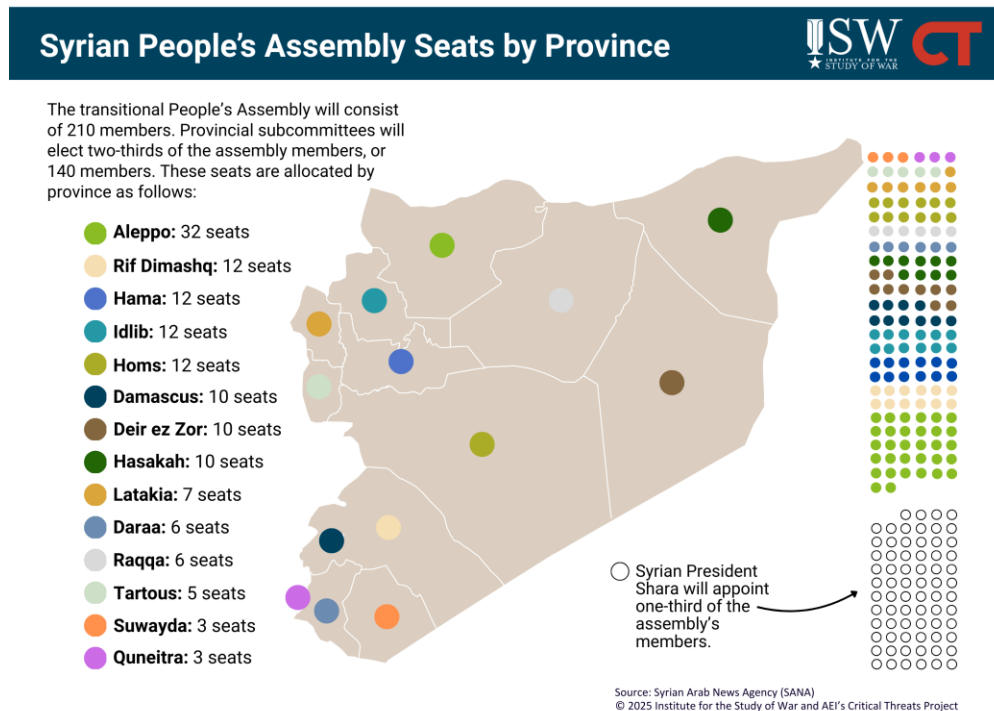 Syrian People's Assembly Seats by Province
ISW
INSTITUTE FOR THE
STUDY OF WAR
CT
The transitional People's Assembly will consist
of 210 members. Provincial subcommittees will
elect two-thirds of the assembly members, or
140 members. These seats are allocated by
province as follows:
Aleppo: 32 seats
Rif Dimashq: 12 seats
Hama: 12 seats
Idlib: 12 seats
Homs: 12 seats
Damascus: 10 seats
Deir ez Zor: 10 seats
Hasakah: 10 seats
Latakia: 7 seats
Daraa: 6 seats
Raqqa: 6 seats
Tartous: 5 seats
Suwayda: 3 seats
Quneitra: 3 seats
Syrian President
Shara will appoint
one-third of the
assembly's
members.
Source: Syrian Arab News Agency (SANA)
© 2025 Institute for the Study of War and AEI's Critical Threats Project